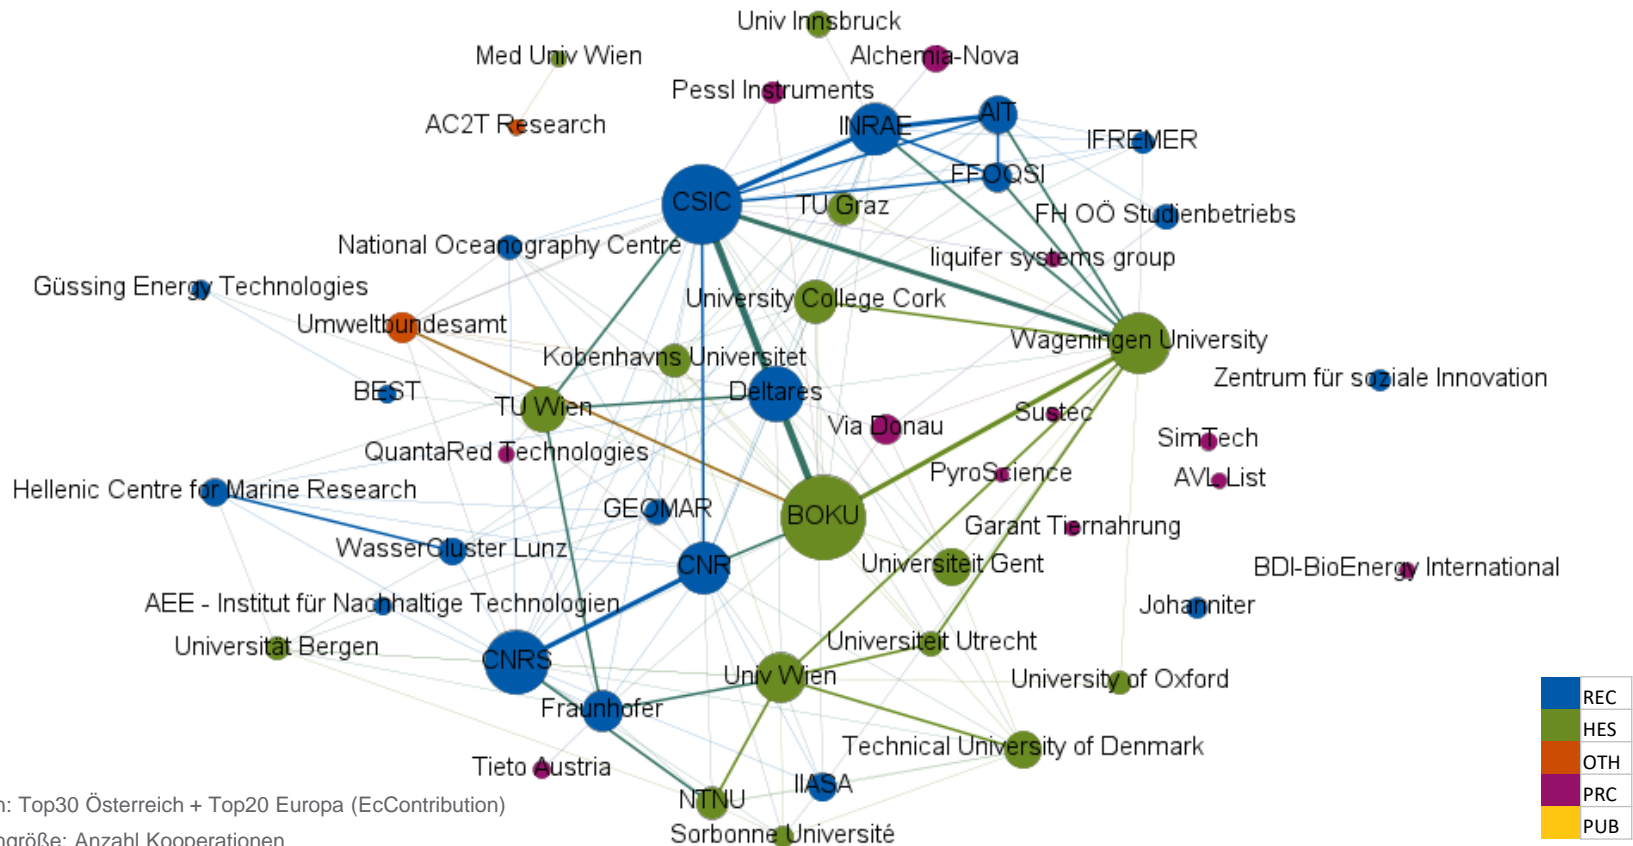 Univ Innsbruck
Med Univ Wien
Alchemia-Nova
Pessl Instruments
AC2T Research
INRAE
AIT
IFREMER
FFOQSI
CSIC
TU Graz
FH OÖ Studienbetriebs
National Oceanography Centre
liquifer systems group
Güssing Energy Technologies
University College Cork
Umweltbundesamt
Wageningen University
Kobenhavns Universitet
Zentrum für soziale Innovation
BEST
Deltares
TU Wien
Via Donau
Sustec
SimTech
QuantaRed Technologies
PyroScience
AVL List
Hellenic Centre for Marine Research
GEOMAR
BOKU
Garant Tiernahrung
WasserCluster Lunz
CNR
Universiteit Gent
BDI-BioEnergy International
AEE - Institut für Nachhaltige Technologien
Johanniter
Universität Bergen
Universiteit Utrecht
CNRS
Univ Wien
University of Oxford
Fraunhofer
Technical University of Denmark
Tieto Austria
IIASA
NTNU
Sorbonne Université
REC
HES
OTH
PRC
PUB
n: Top30 Österreich + Top20 Europa (EcContribution)
ngröße: Anzahl Kooperationen